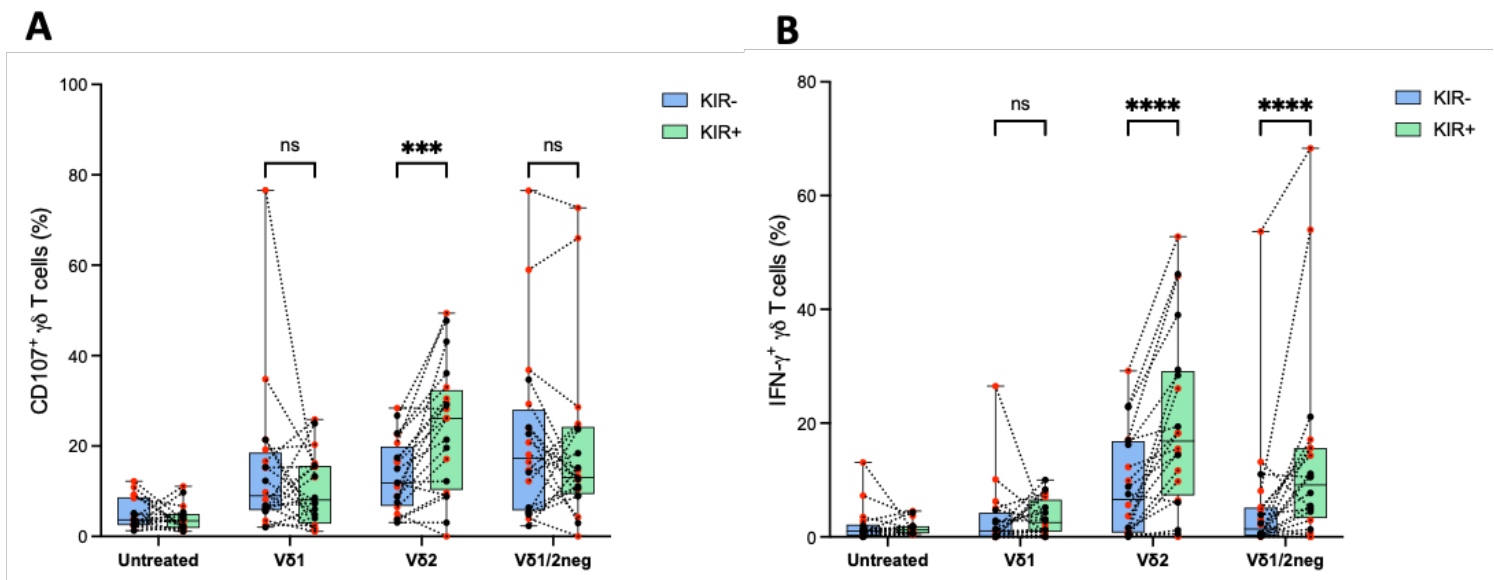 A
B
CD107⁺ γδ T cells (%)
100
80
60
40
20
0
ns
***
ns
KIR-
KIR+
Untreated
Vδ1
Vδ2
Vδ1/2neg
IFN-γ⁺ γδ T cells (%)
80
60
40
20
0
ns
****
****
KIR-
KIR+
Untreated
Vδ1
Vδ2
Vδ1/2neg